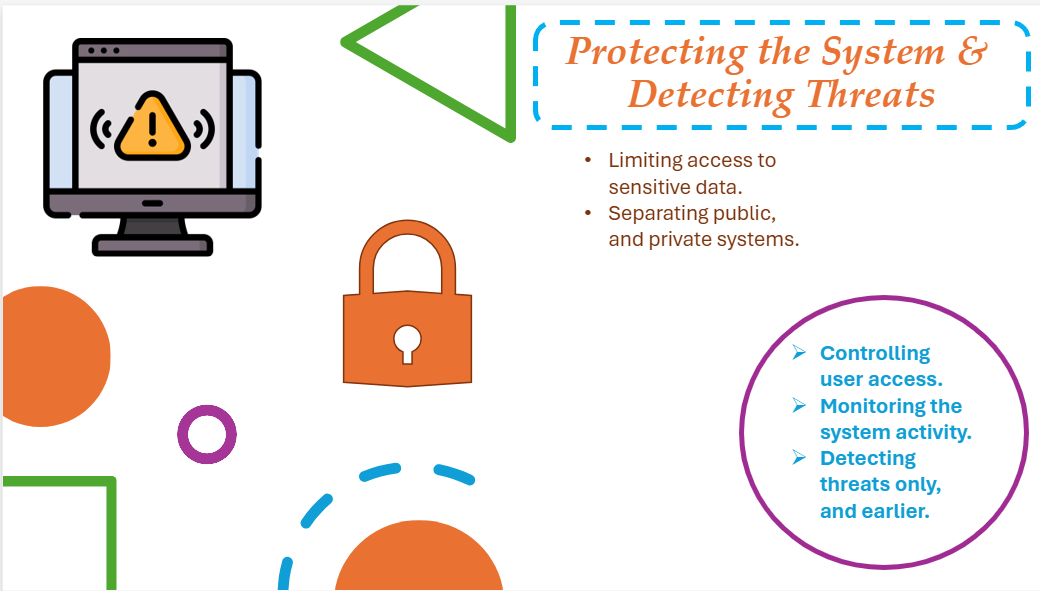 Protecting the System &
Detecting Threats
• Limiting access to
sensitive data.
• Separating public,
and private systems.
➢ Controlling
user access.
➢ Monitoring the
system activity.
➢ Detecting
threats only,
and earlier.